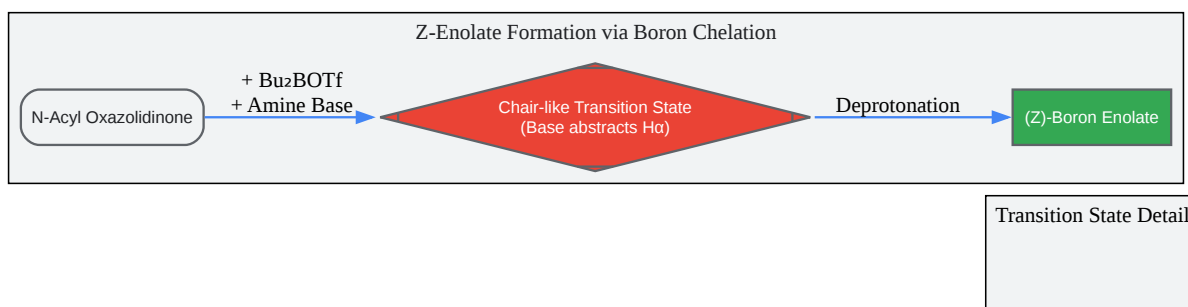 Z-Enolate Formation via Boron Chelation
N-Acyl Oxazolidinone
+ Bu₂BOTf
+ Amine Base
Chair-like Transition State
(Base abstracts Hα)
Deprotonation
(Z)-Boron Enolate
Transition State Detail